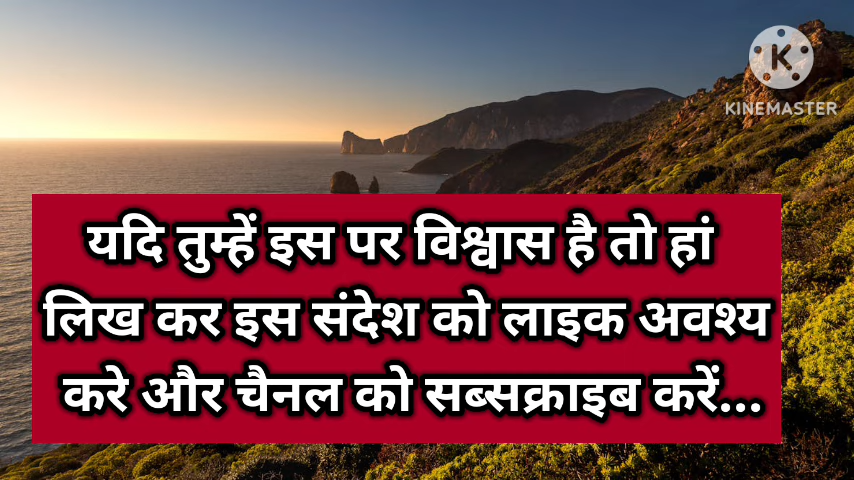 KINEMASTER
यदि तुम्हें इस पर विश्वास है तो हां
लिख कर इस संदेश को लाइक अवश्य
करे और चैनल को सब्सक्राइब करें...